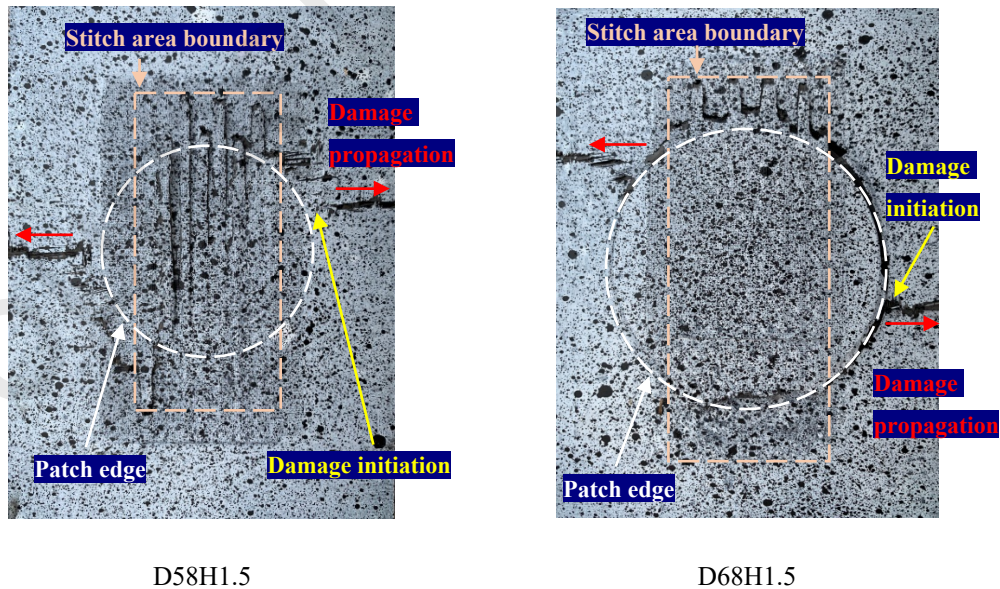 Stitch area boundary
Damage
propagation
Patch edge
Damage initiation
D58H1.5
Stitch area boundary
Damage
initiation
Damage
propagation
Patch edge
D68H1.5